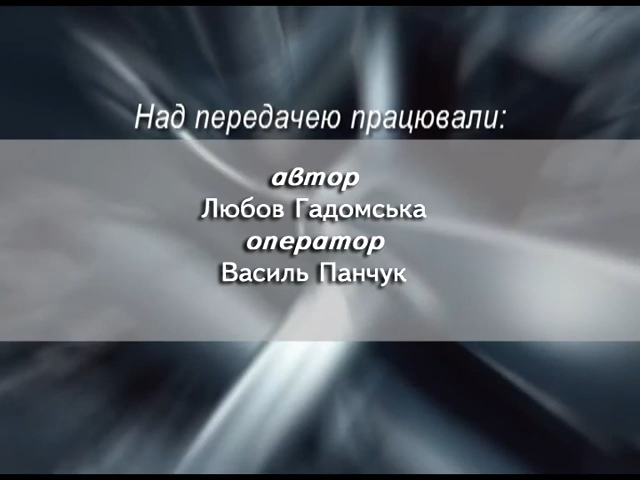 Над передачею працювали:
автор
Любов Гадомська
оператор
Василь Панчук